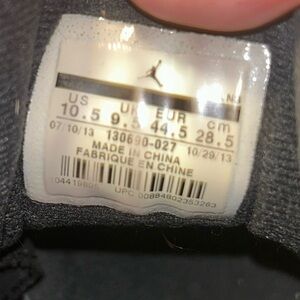 US UK EUR cm
10.5 9.5 44.5 28.5
07/10/13 130690-027 10/29/13
MADE IN CHINA
FABRIQUE EN CHINE
UPC